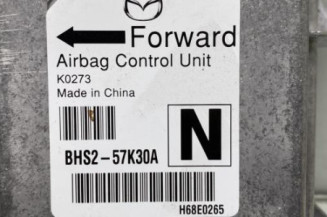 Forward
Airbag Control Unit
K0273
Made in China
N
BHS2-57K30A
H68E0265